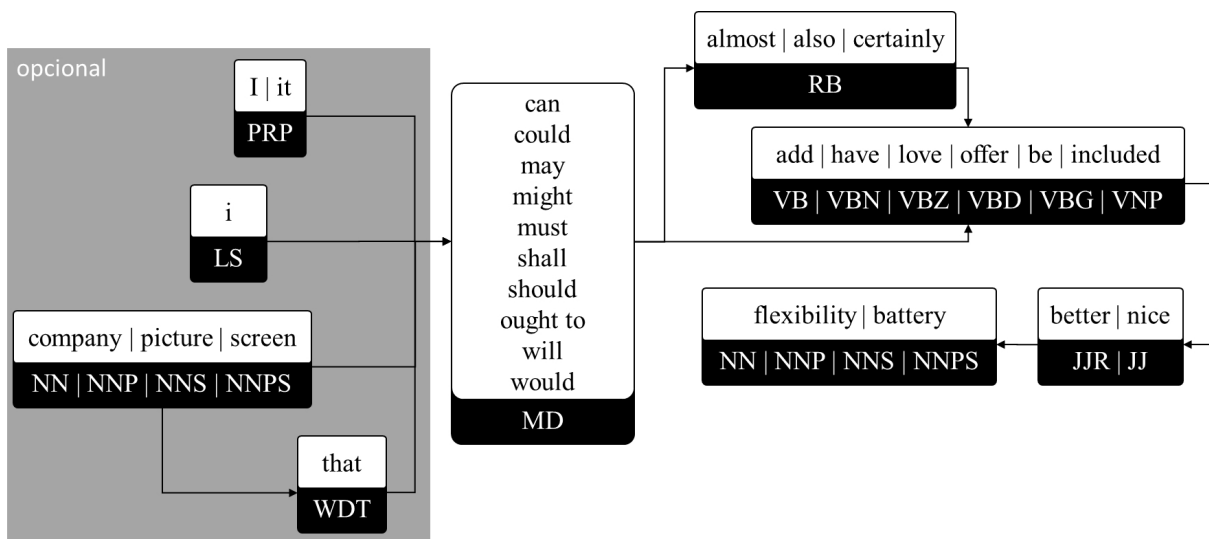 opcional
I | it
PRP
i
LS
company | picture | screen
NN | NNP | NNS | NNPS
that
WDT
can
could
may
might
must
shall
should
ought to
will
would
MD
almost | also | certainly
RB
add | have | love | offer | be | included
VB | VBN | VBZ | VBD | VBG | VNP
better | nice
JJR | JJ
flexibility | battery
NN | NNP | NNS | NNPS